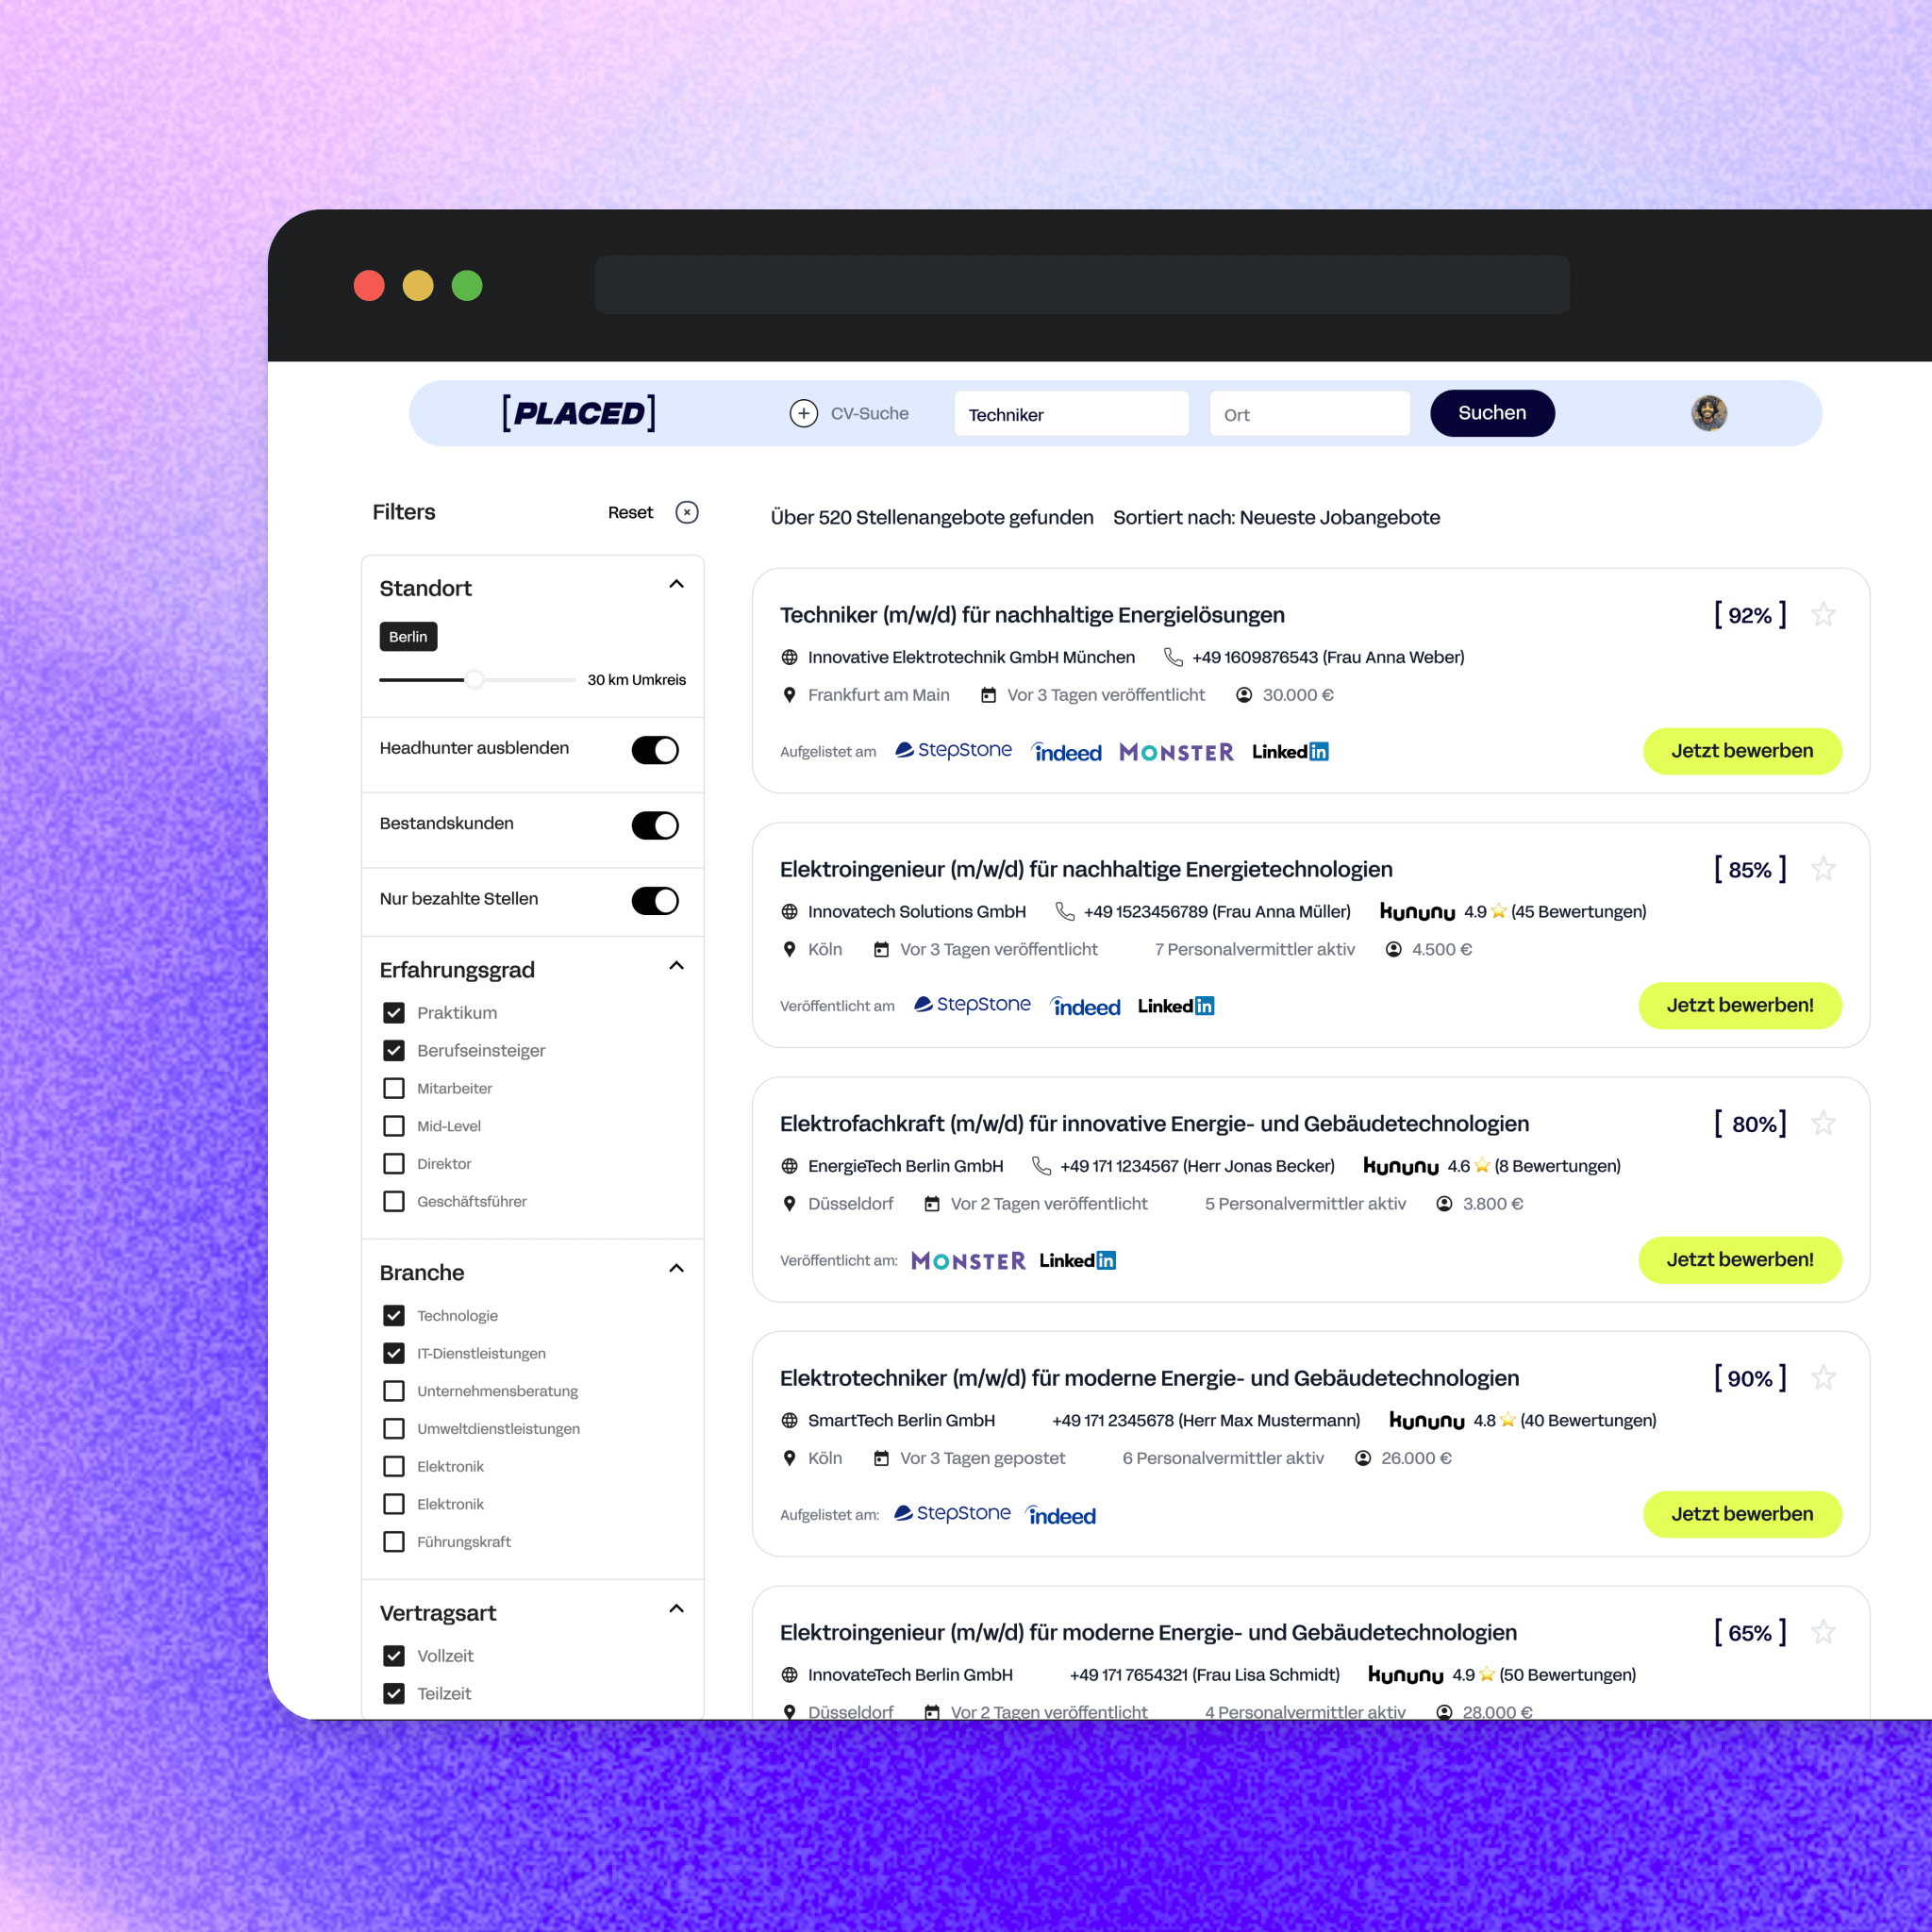 [PLACED]
CV-Suche
Techniker
Ort
Suchen
Filters
Reset
Standort
Berlin
30 km Umkreis
Headhunter ausblenden
Bestandskunden
Nur bezahlte Stellen
Erfahrungsgrad
Praktikum
Berufseinsteiger
Mitarbeiter
Mid-Level
Direktor
Geschäftsführer
Branche
Technologie
IT-Dienstleistungen
Unternehmensberatung
Umweltdienstleistungen
Elektronik
Elektronik
Führungskraft
Vertragsart
Vollzeit
Teilzeit
Über 520 Stellenangebote gefunden Sortiert nach: Neueste Jobangebote
Techniker (m/w/d) für nachhaltige Energielösungen [ 92% ]
Innovative Elektrotechnik GmbH München +49 1609876543 (Frau Anna Weber)
Frankfurt am Main Vor 3 Tagen veröffentlicht 30.000 €
Aufgelistet am StepStone indeed MONSTER LinkedIn Jetzt bewerben
Elektroingenieur (m/w/d) für nachhaltige Energietechnologien [ 85% ]
Innovatech Solutions GmbH +49 1523456789 (Frau Anna Müller) kununu 4.9 ⭐ (45 Bewertungen)
Köln Vor 3 Tagen veröffentlicht 7 Personalvermittler aktiv 4.500 €
Veröffentlicht am StepStone indeed LinkedIn Jetzt bewerben!
Elektrofachkraft (m/w/d) für innovative Energie- und Gebäudetechnologien [ 80%]
EnergieTech Berlin GmbH +49 171 1234567 (Herr Jonas Becker) kununu 4.6 ⭐ (8 Bewertungen)
Düsseldorf Vor 2 Tagen veröffentlicht 5 Personalvermittler aktiv 3.800 €
Veröffentlicht am: MONSTER LinkedIn Jetzt bewerben!
Elektrotechniker (m/w/d) für moderne Energie- und Gebäudetechnologien [ 90% ]
SmartTech Berlin GmbH +49 171 2345678 (Herr Max Mustermann) kununu 4.8 ⭐ (40 Bewertungen)
Köln Vor 3 Tagen gepostet 6 Personalvermittler aktiv 26.000 €
Aufgelistet am: StepStone indeed Jetzt bewerben
Elektroingenieur (m/w/d) für moderne Energie- und Gebäudetechnologien [ 65% ]
InnovateTech Berlin GmbH +49 171 7654321 (Frau Lisa Schmidt) kununu 4.9 ⭐ (50 Bewertungen)
Düsseldorf Vor 2 Tagen veröffentlicht 4 Personalvermittler aktiv 28.000 €